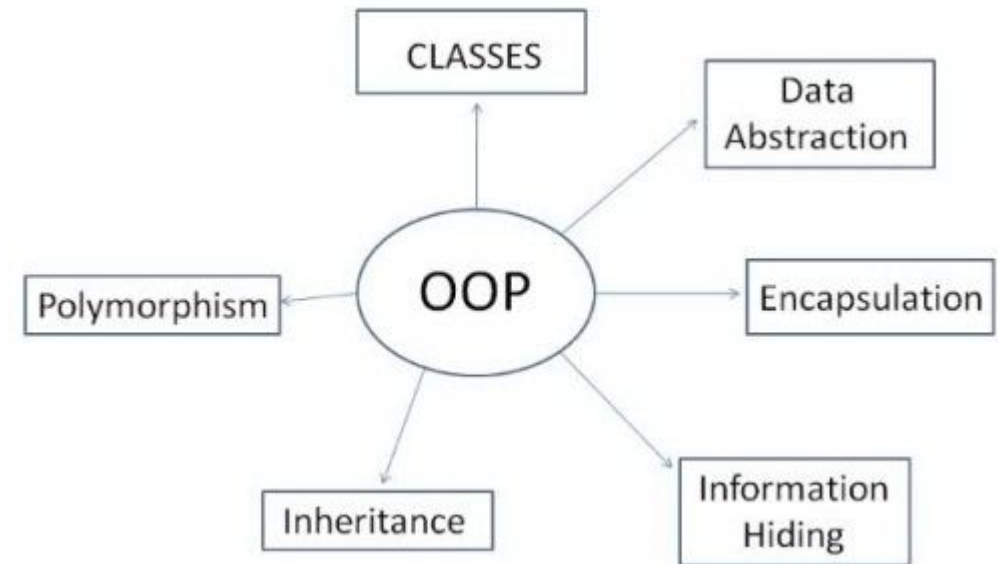 CLASSES
Data
Abstraction
OOP
Polymorphism
Encapsulation
Inheritance
Information
Hiding